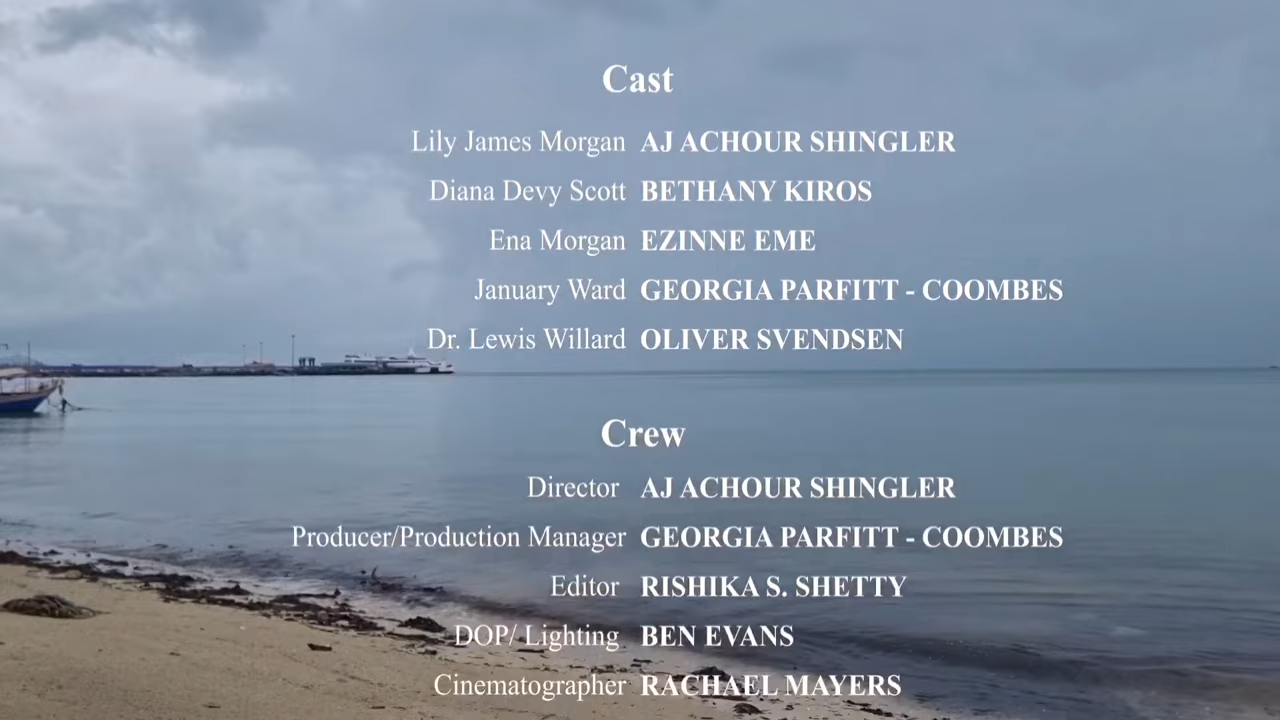 Cast
Lily James Morgan AJ ACHOUR SHINGLER
Diana Devy Scott BETHANY KIROS
Ena Morgan EZINNE EME
January Ward GEORGIA PARFITT - COOMBES
Dr. Lewis Willard OLIVER SVENDSEN
Crew
Director AJ ACHOUR SHINGLER
Producer/Production Manager GEORGIA PARFITT - COOMBES
Editor RISHIKA S. SHETTY
DOP/ Lighting BEN EVANS
Cinematographer RACHAEL MAYERS